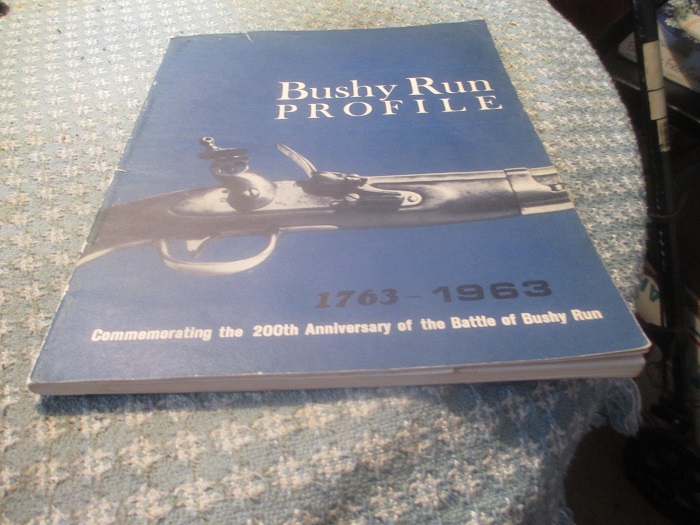 Bushy Run
PROFILE
1763-1963
Commemorating the 200th Anniversary of the Battle of Bushy Run